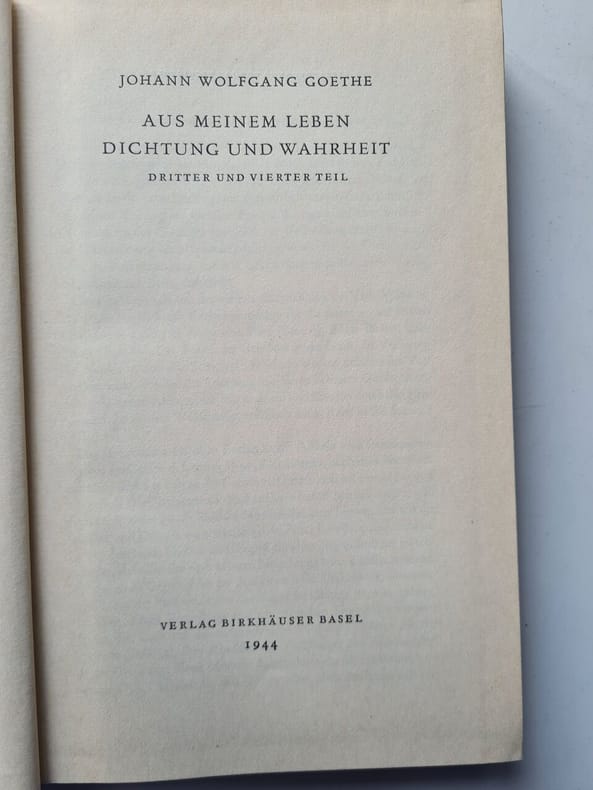 JOHANN WOLFGANG GOETHE
AUS MEINEM LEBEN
DICHTUNG UND WAHRHEIT
DRITTER UND VIERTER TEIL
VERLAG BIRKHÄUSER BASEL
1944